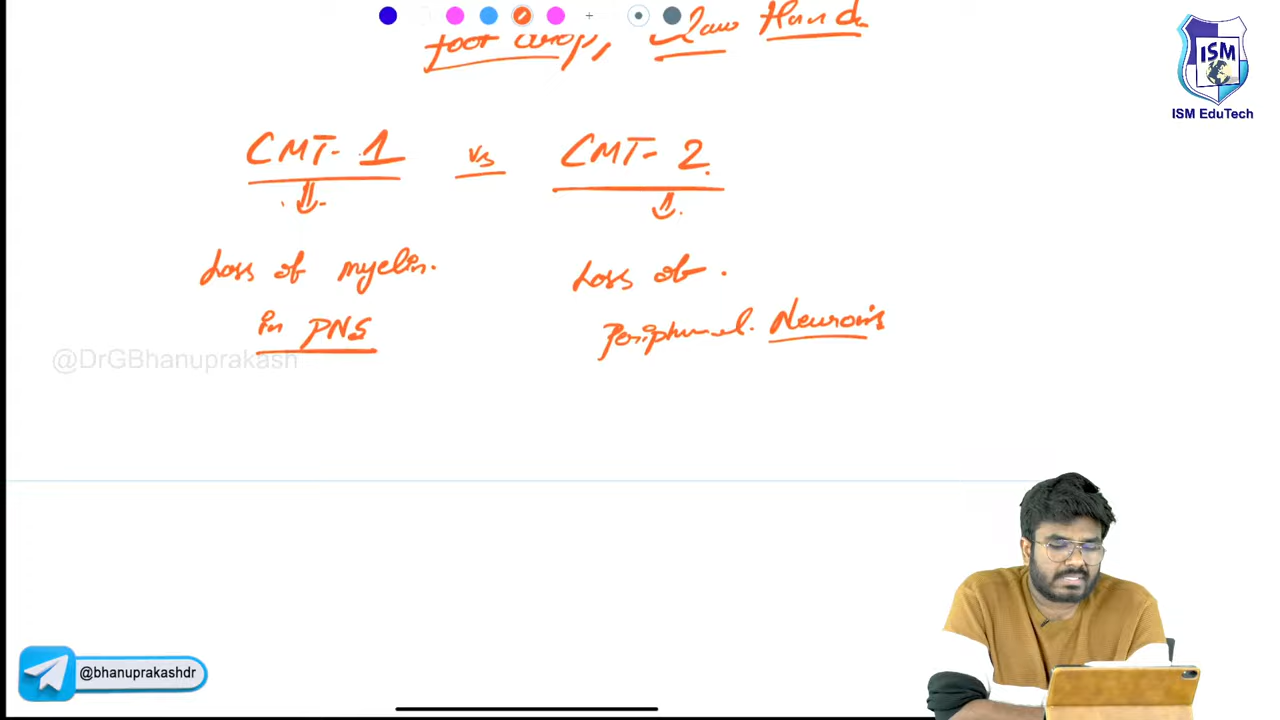 foot drop, Claw Hand
ISM
ISM EduTech
CMT-1 vs CMT-2
Loss of myelin. Loss of
in PNS Peripheral Neurons
@DrGBhanuprakash
@bhanuprakashdr